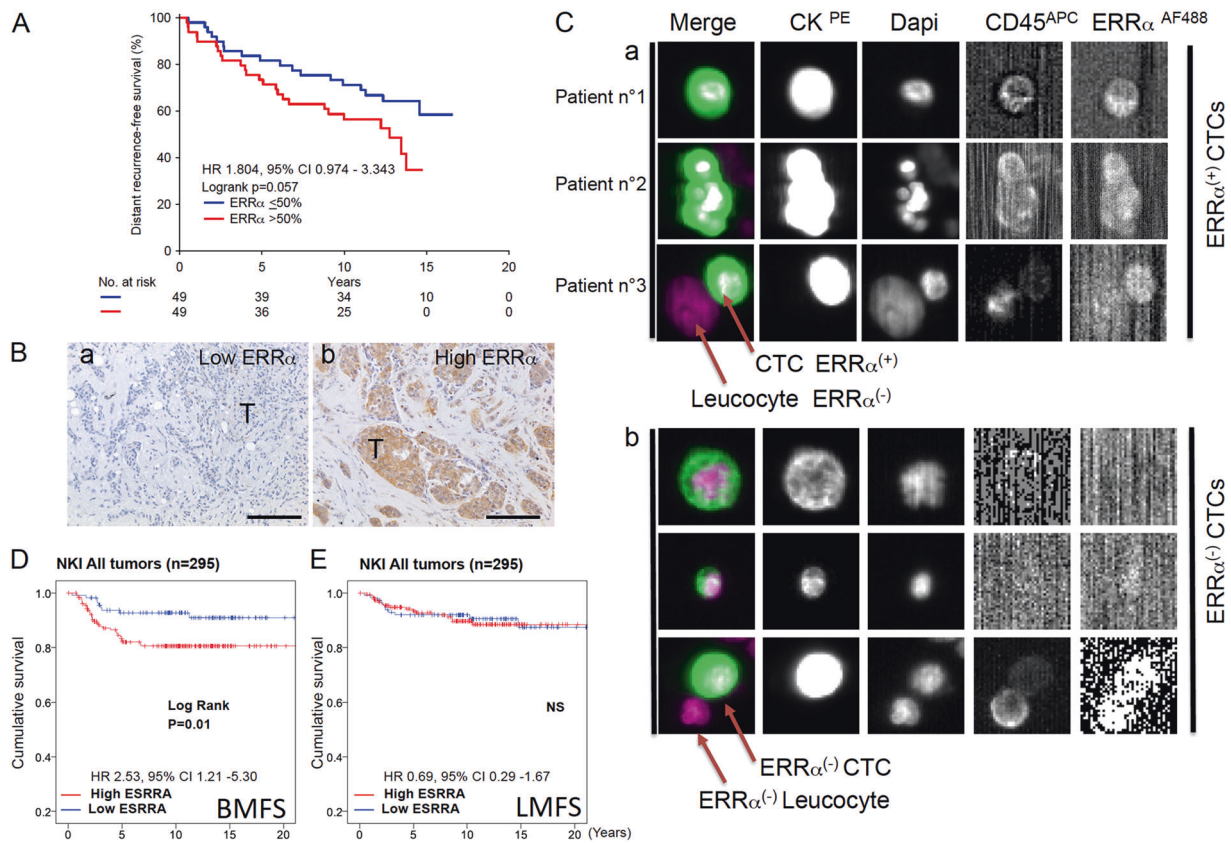 A
Distant recurrence-free survival (%)
100
80
60
40
100
80
0
HR 1.804, 95% CI 0.974 - 3.343
Logrank p=0.057
ERRα ≤50%
ERRα >50%
0 5 10 15 20
No. at risk Years
49 39 34 10 0
49 36 25 0 0
B
a Low ERRα
T
b High ERRα
T
C
Merge CK PE Dapi CD45APC ERRα AF488
a
Patient n°1
Patient n°2
Patient n°3
ERRα(+) CTCs
CTC ERRα(+)
Leucocyte ERRα(-)
b
ERRα(-) CTCs
ERRα(-) CTC
ERRα(-) Leucocyte
D NKI All tumors (n=295)
Cumulative survival
1.0
0.8
0.6
0.4
0.2
Log Rank
P=0.01
HR 2.53, 95% CI 1.21 -5.30
High ESRRA
Low ESRRA
BMFS
0 5 10 15 20
E NKI All tumors (n=295)
Cumulative survival
1.0
0.8
0.6
0.4
0.2
NS
HR 0.69, 95% CI 0.29 -1.67
High ESRRA
Low ESRRA
LMFS
0 5 10 15 20 (Years)